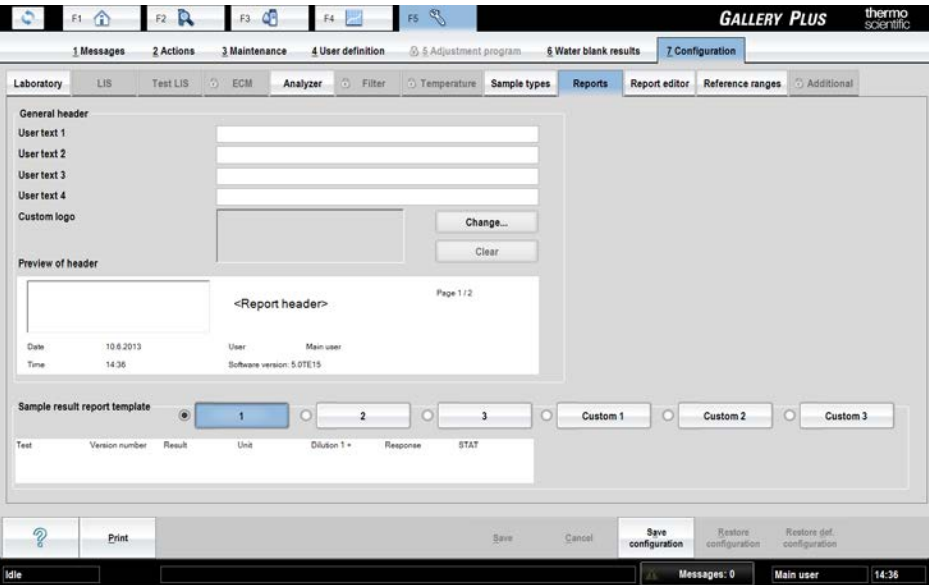 F1 F2 F3 F4 F5 GALLERY PLUS thermo scientific
1 Messages 2 Actions 3 Maintenance 4 User definition 5 Adjustment program 6 Water blank results 7 Configuration
Laboratory LIS Test LIS ECM Analyzer Filter Temperature Sample types Reports Report editor Reference ranges Additional
General header
User text 1
User text 2
User text 3
User text 4
Custom logo Change...
Clear
Preview of header
<Report header> Page 1 / 2
Date 10.6.2013 User Main user
Time 14:36 Software version: 5.0TE15
Sample result report template 1 2 3 Custom 1 Custom 2 Custom 3
Test Version number Result Unit Dilution 1 + Response STAT
? Print Save Cancel Save configuration Restore configuration Restore def. configuration
Idle Messages: 0 Main user 14:36